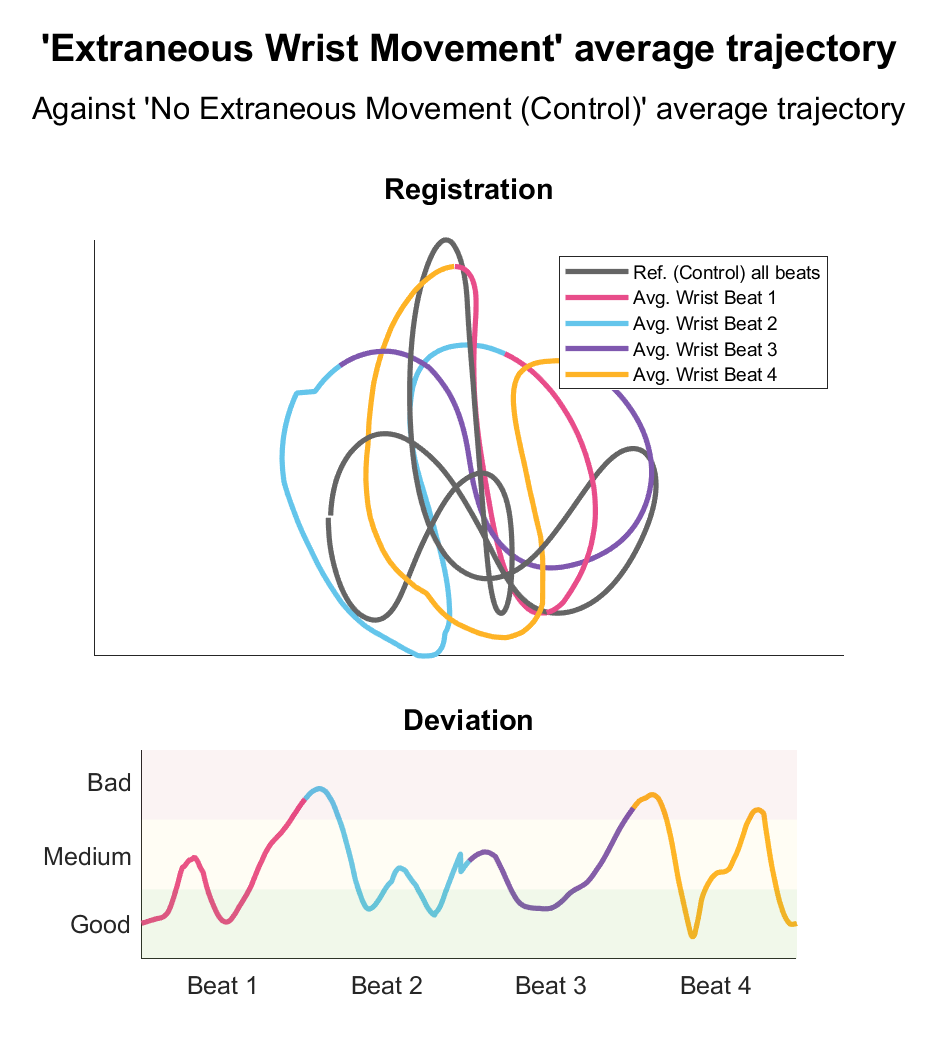 'Extraneous Wrist Movement' average trajectory
Against 'No Extraneous Movement (Control)' average trajectory
Registration
Ref. (Control) all beats
Avg. Wrist Beat 1
Avg. Wrist Beat 2
Avg. Wrist Beat 3
Avg. Wrist Beat 4
Deviation
Bad
Medium
Good
Beat 1 Beat 2 Beat 3 Beat 4